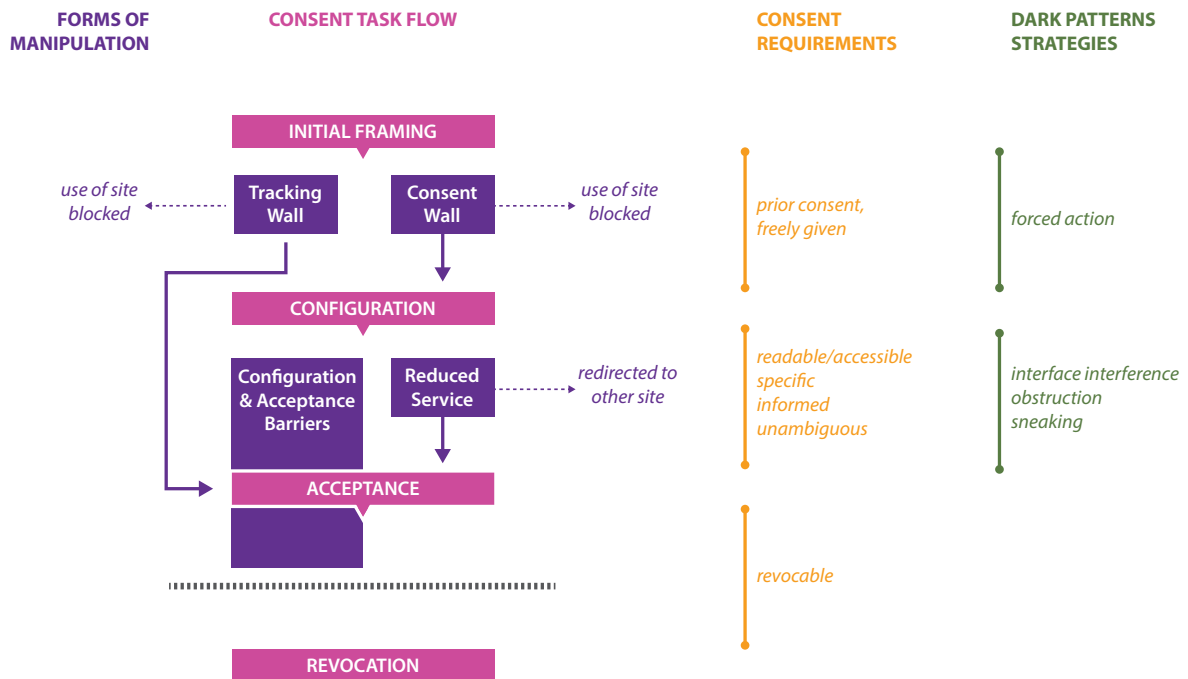 FORMS OF
MANIPULATION
CONSENT TASK FLOW
CONSENT
REQUIREMENTS
DARK PATTERNS
STRATEGIES
INITIAL FRAMING
use of site
blocked
Tracking
Wall
Consent
Wall
use of site
blocked
prior consent,
freely given
forced action
CONFIGURATION
Configuration
& Acceptance
Barriers
Reduced
Service
redirected to
other site
readable/accessible
specific
informed
unambiguous
interface interference
obstruction
sneaking
ACCEPTANCE
revocable
REVOCATION